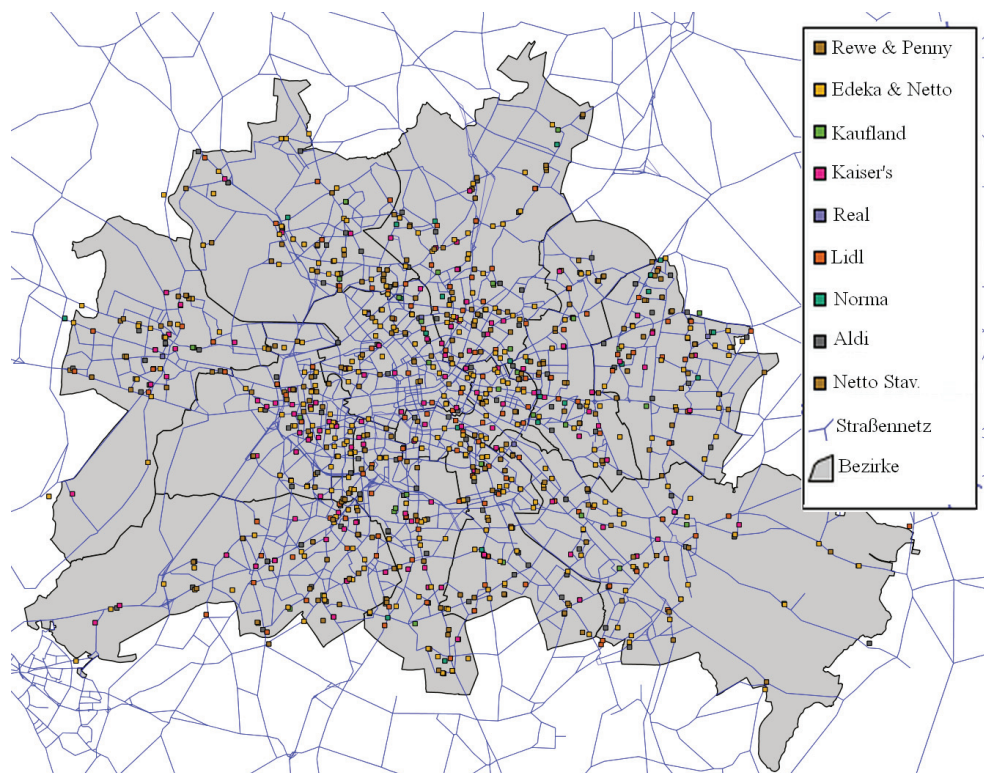 Rewe & Penny
Edeka & Netto
Kaufland
Kaiser's
Real
Lidl
Norma
Aldi
Netto Stav.
Straßennetz
Bezirke